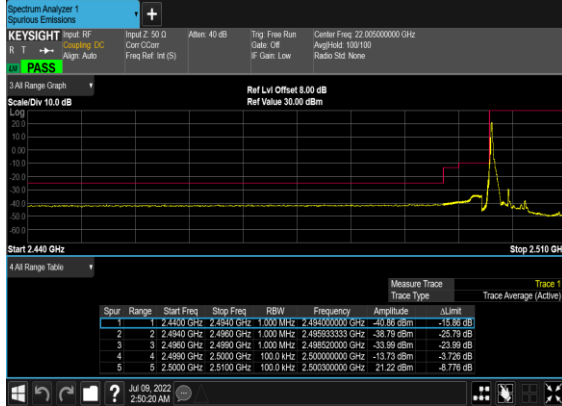 Spectrum Analyzer 1
Spurious Emissions
+
KEYSIGHT Input: RF Input Z: 50 Ω Atten: 40 dB Trig: Free Run Center Freq: 22.005000000 GHz
R T Coupling: DC Corr CCorr Gate: Off Avg|Hold: 100/100
Align: Auto Freq Ref: Int (S) IF Gain: Low Radio Std: None
PASS
3 All Range Graph
Ref Lvl Offset 8.00 dB
Scale/Div 10.0 dB Ref Value 30.00 dBm
Log
20.0
10.0
0.00
-10.0
-20.0
-30.0
-40.0
-50.0
-60.0
Start 2.440 GHz Stop 2.510 GHz
4 All Range Table
Measure Trace Trace 1
Trace Type Trace Average (Active)
Spur Range Start Freq Stop Freq RBW Frequency Amplitude ΔLimit
1 1 2.4400 GHz 2.4940 GHz 1.000 MHz 2.494000000 GHz -40.86 dBm -15.86 dB
2 2 2.4940 GHz 2.4960 GHz 1.000 MHz 2.495933333 GHz -38.79 dBm -25.79 dB
3 3 2.4960 GHz 2.4990 GHz 1.000 MHz 2.498520000 GHz -33.99 dBm -23.99 dB
4 4 2.4990 GHz 2.5000 GHz 100.0 kHz 2.500000000 GHz -13.73 dBm -3.726 dB
5 5 2.5000 GHz 2.5100 GHz 100.0 kHz 2.500300000 GHz 21.22 dBm -8.776 dB
? Jul 09, 2022
2:50:20 AM